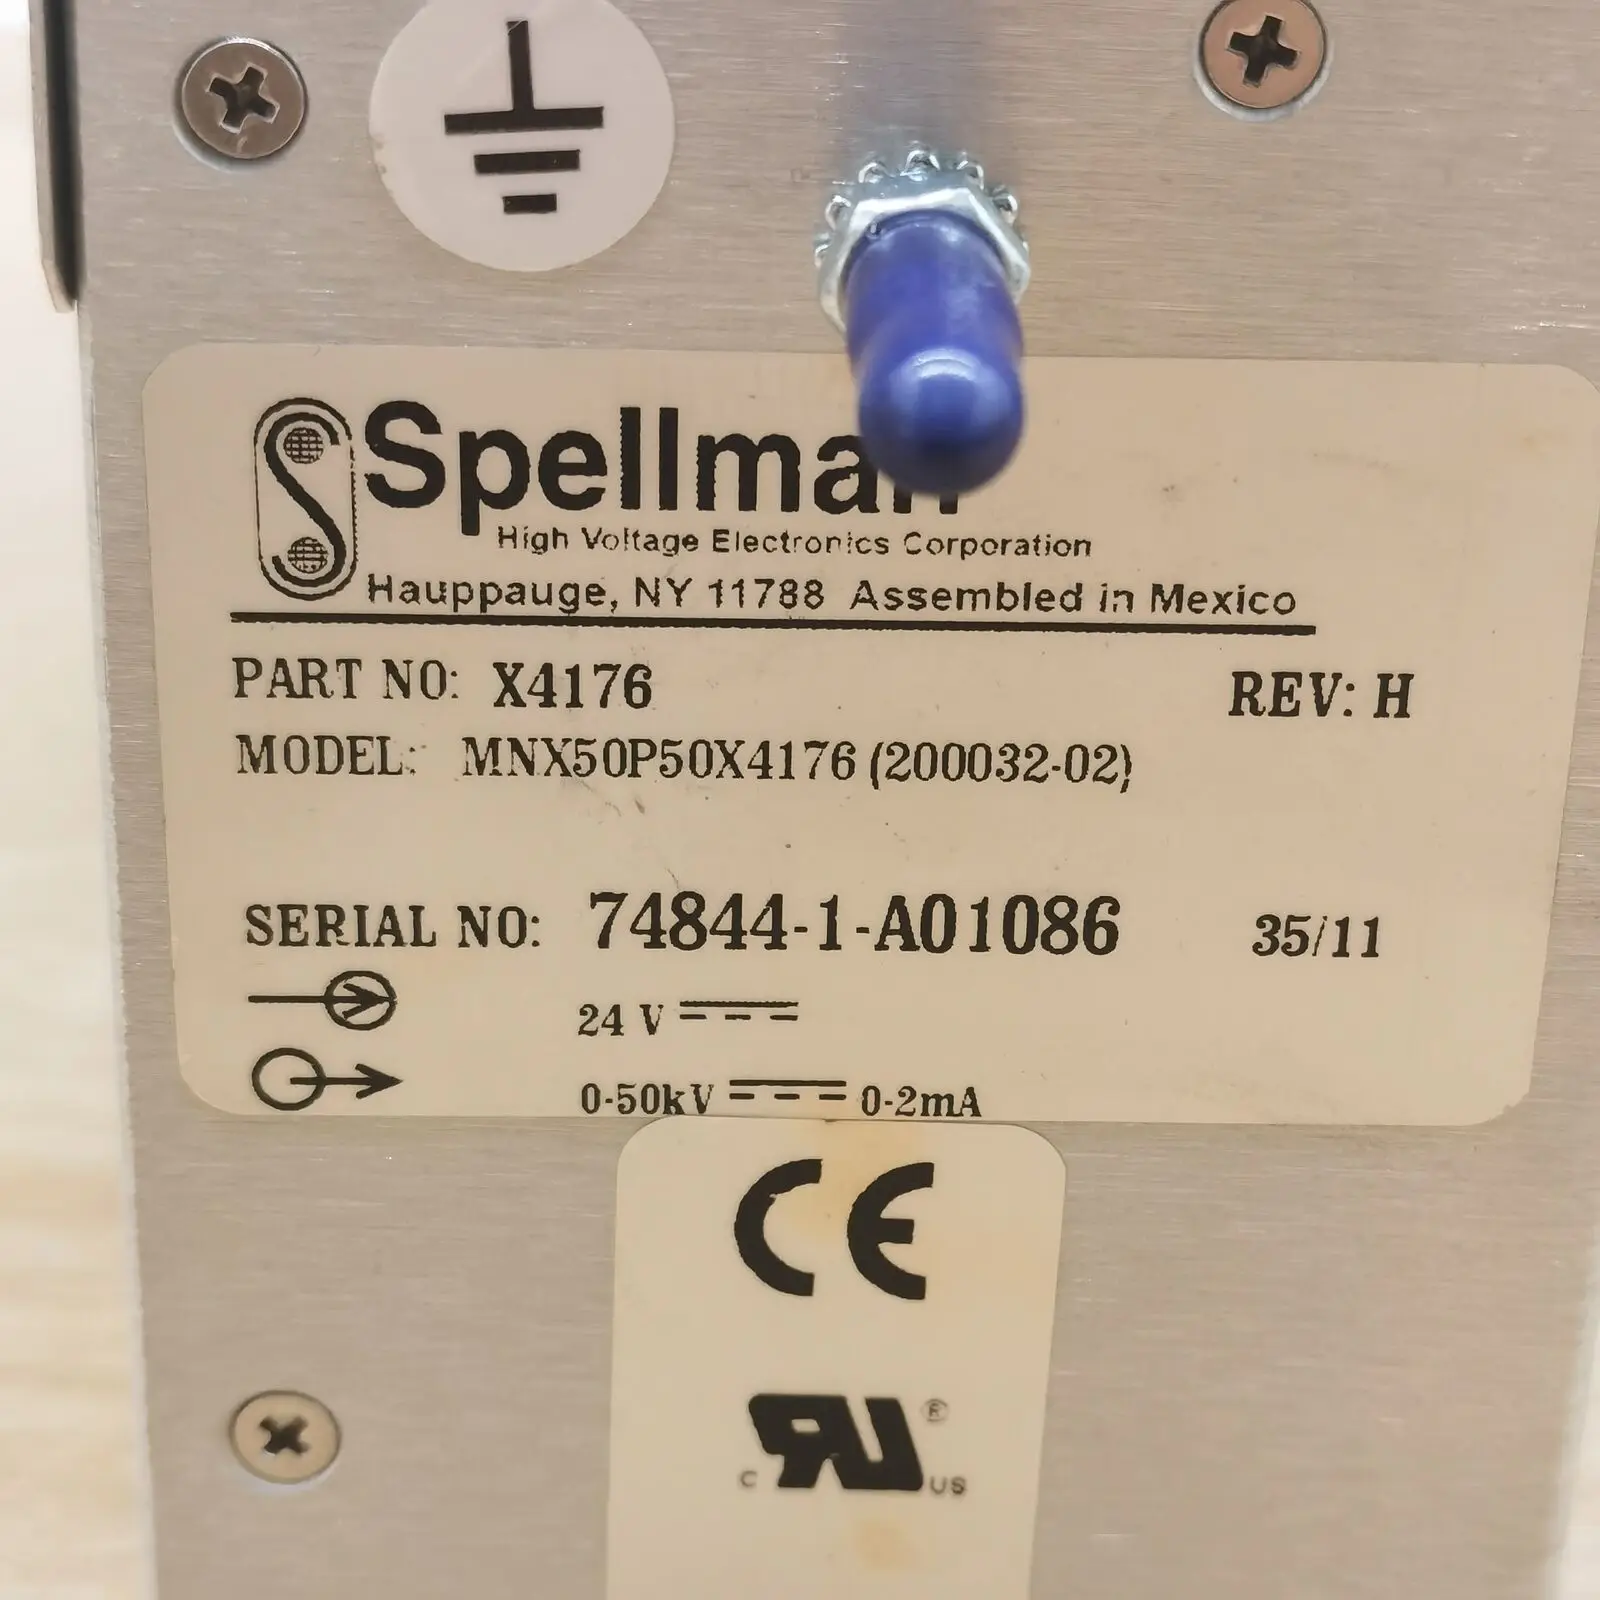 Spellman
High Voltage Electronics Corporation
Hauppauge, NY 11788 Assembled in Mexico
PART NO: X4176 REV: H
MODEL: MNX50P50X4176 (200032-02)
SERIAL NO: 74844-1-A01086 35/11
24 V
0-50kV 0-2mA
CE
c RU ® US